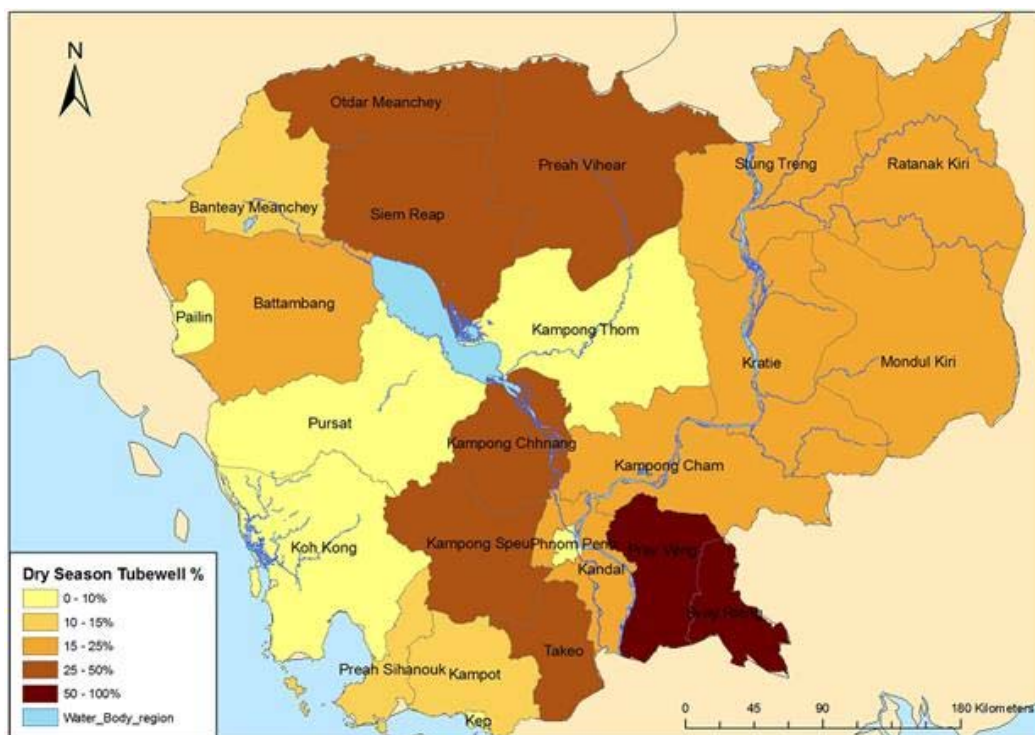 N
Otdar Meanchey
Preah Vihear
Stung Treng
Ratanak Kiri
Banteay Meanchey
Siem Reap
Battambang
Pailin
Kampong Thom
Kratie
Mondul Kiri
Pursat
Kampong Chhnang
Kampong Cham
Koh Kong
Kampong Speu
Phnom Penh
Prey Veng
Kandal
Svay Rieng
Takeo
Preah Sihanouk
Kampot
Kep
Dry Season Tubewell %
0 - 10%
10 - 15%
15 - 25%
25 - 50%
50 - 100%
Water_Body_region
0 45 90 180 Kilometers